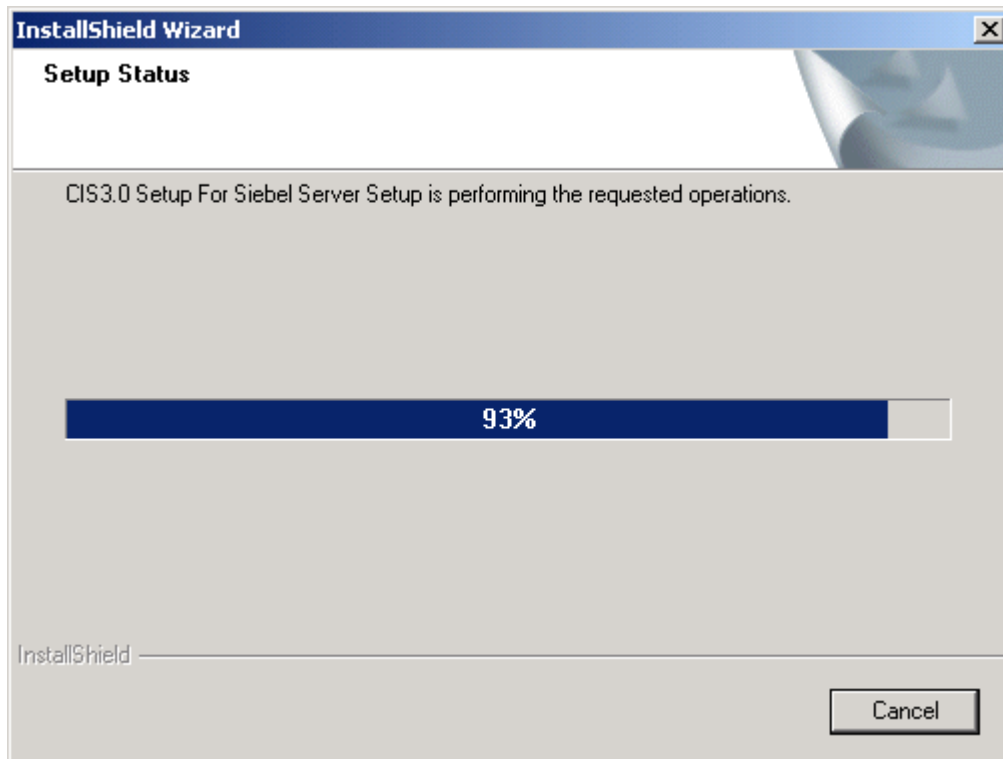 InstallShield Wizard
Setup Status
CIS3.0 Setup For Siebel Server Setup is performing the requested operations.
93%
InstallShield
Cancel